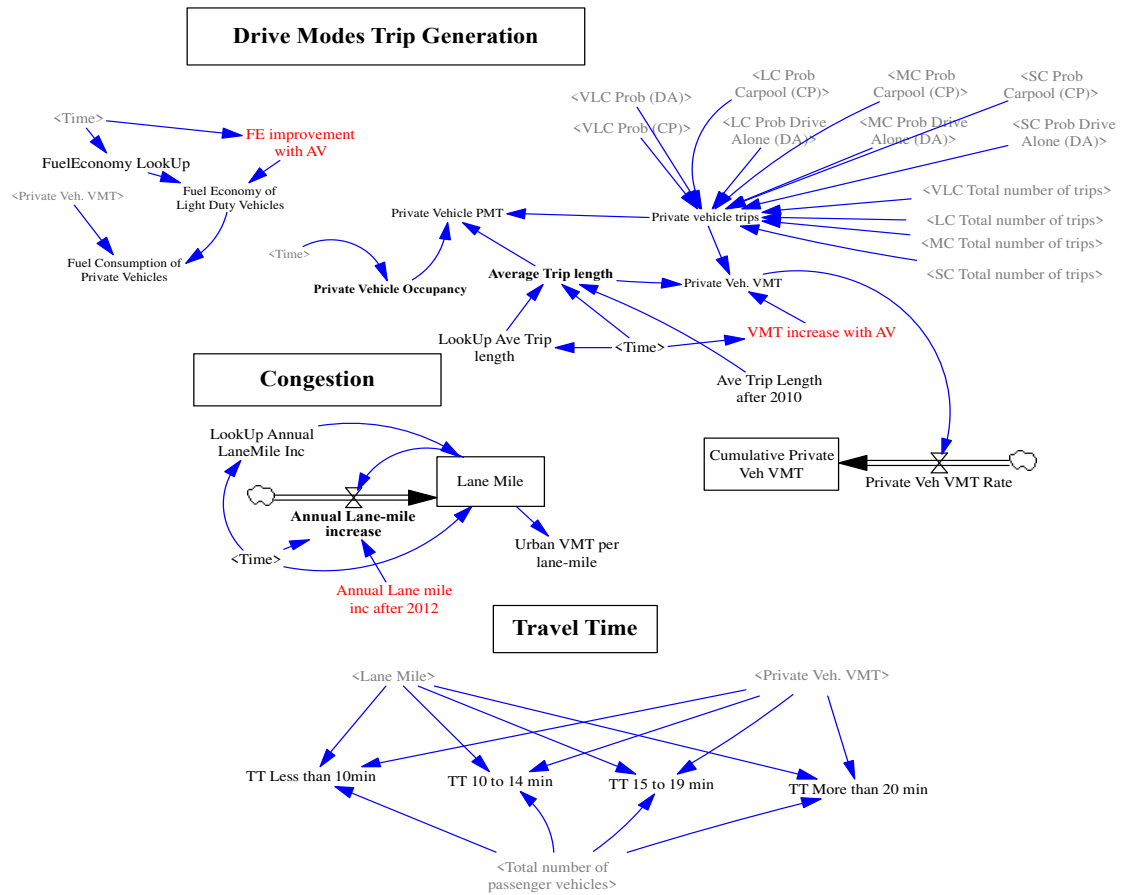 Drive Modes Trip Generation
<Time>
FE improvement
with AV
FuelEconomy LookUp
<Private Veh. VMT>
Fuel Economy of
Light Duty Vehicles
Fuel Consumption of
Private Vehicles
<VLC Prob (DA)>
<VLC Prob (CP)>
<LC Prob
Carpool (CP)>
<MC Prob
Carpool (CP)>
<SC Prob
Carpool (CP)>
<LC Prob Drive
Alone (DA)>
<MC Prob Drive
Alone (DA)>
<SC Prob Drive
Alone (DA)>
<VLC Total number of trips>
<LC Total number of trips>
<MC Total number of trips>
<SC Total number of trips>
Private Vehicle PMT
Private vehicle trips
<Time>
Private Vehicle Occupancy
Average Trip length
Private Veh. VMT
LookUp Ave Trip
length
<Time>
VMT increase with AV
Ave Trip Length
after 2010
Cumulative Private
Veh VMT
Private Veh VMT Rate
Congestion
LookUp Annual
LaneMile Inc
Lane Mile
Annual Lane-mile
increase
<Time>
Urban VMT per
lane-mile
Annual Lane mile
inc after 2012
Travel Time
<Lane Mile>
<Private Veh. VMT>
TT Less than 10min
TT 10 to 14 min
TT 15 to 19 min
TT More than 20 min
<Total number of
passenger vehicles>